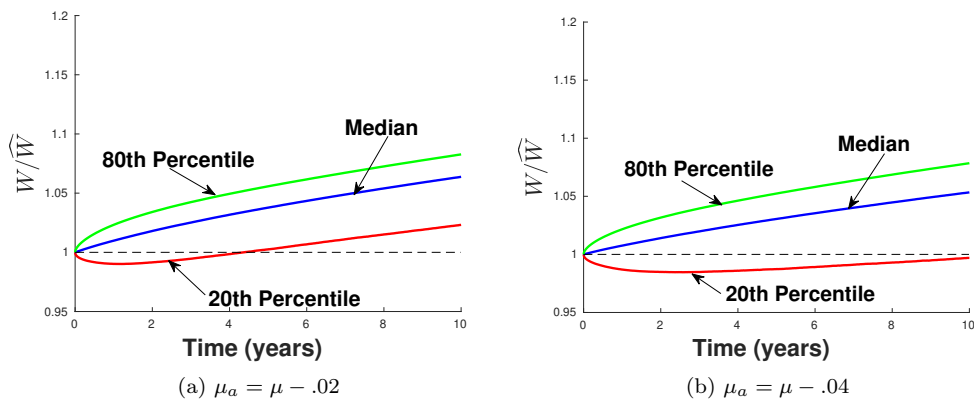 1.2
1.15
1.1
1.05
1
0.95
W/Ŵ
80th Percentile
Median
20th Percentile
0 2 4 6 8 10
Time (years)
(a) μₐ = μ − .02
1.2
1.15
1.1
1.05
1
0.95
W/Ŵ
80th Percentile
Median
20th Percentile
0 2 4 6 8 10
Time (years)
(b) μₐ = μ − .04